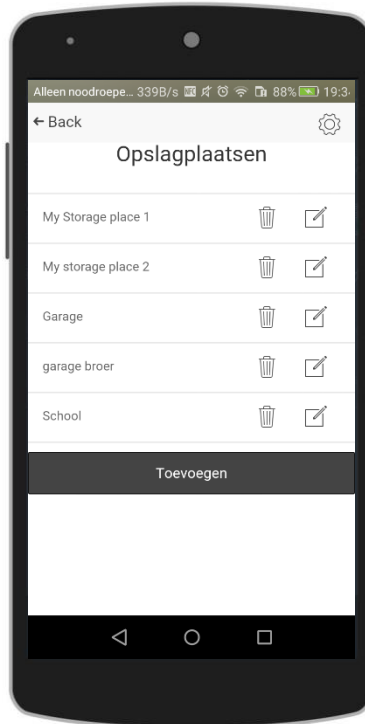 Alleen noodroepe... 339B/s 88% 19:3
← Back
Opslagplaatsen
My Storage place 1
My storage place 2
Garage
garage broer
School
Toevoegen